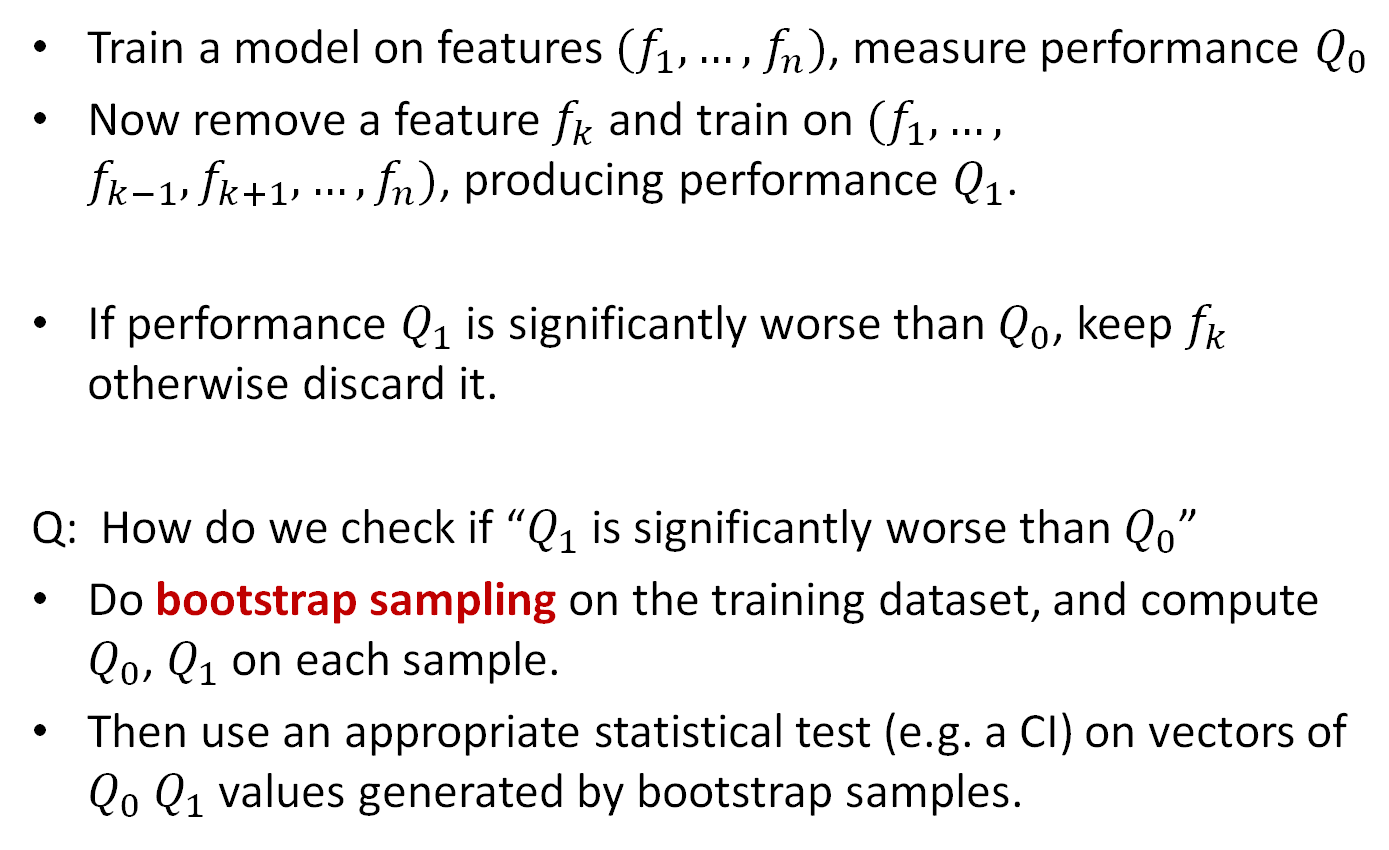 • Train a model on features (f₁, … , fₙ), measure performance Q₀
• Now remove a feature fₖ and train on (f₁, … ,
fₖ₋₁, fₖ₊₁, … , fₙ), producing performance Q₁.
• If performance Q₁ is significantly worse than Q₀, keep fₖ
otherwise discard it.
Q: How do we check if “Q₁ is significantly worse than Q₀”
• Do bootstrap sampling on the training dataset, and compute
Q₀, Q₁ on each sample.
• Then use an appropriate statistical test (e.g. a CI) on vectors of
Q₀ Q₁ values generated by bootstrap samples.